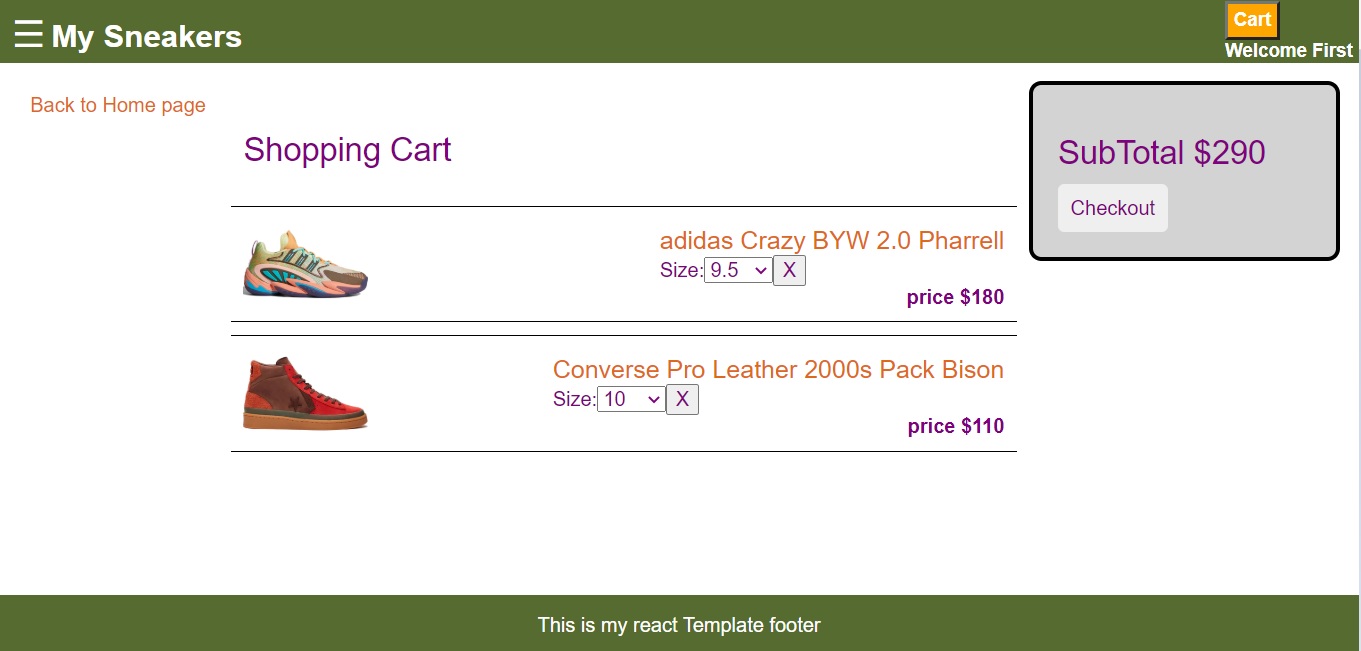 ☰ My Sneakers
Cart
Welcome First
Back to Home page
Shopping Cart
adidas Crazy BYW 2.0 Pharrell
Size: 9.5 X
price $180
Converse Pro Leather 2000s Pack Bison
Size: 10 X
price $110
SubTotal $290
Checkout
This is my react Template footer